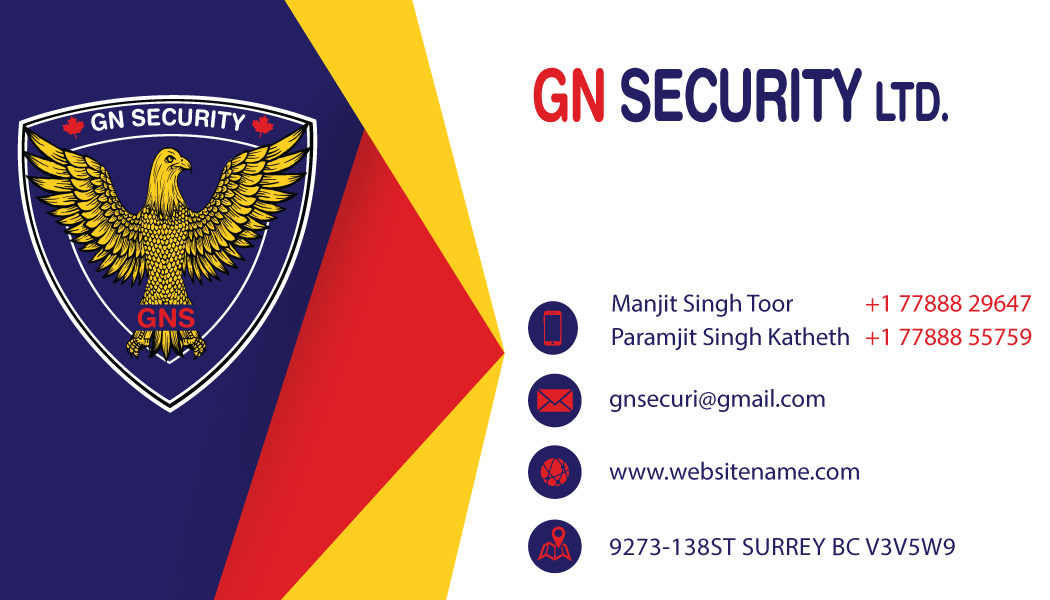 GN SECURITY
GNS
GN SECURITY LTD.
Manjit Singh Toor +1 77888 29647
Paramjit Singh Katheth +1 77888 55759
gnsecuri@gmail.com
www.websitename.com
9273-138ST SURREY BC V3V5W9